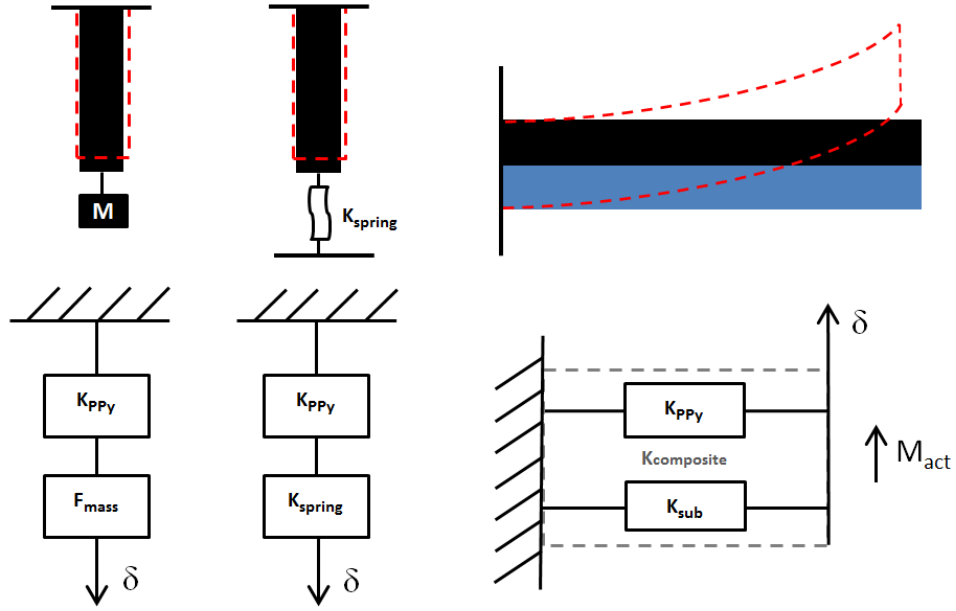 M
Kspring
KPPy
Fmass
δ
KPPy
Kspring
δ
δ
KPPy
Kcomposite
Ksub
Mact